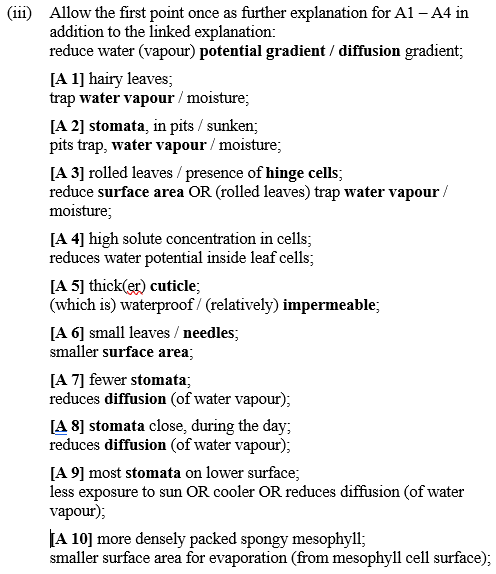 (iii) Allow the first point once as further explanation for A1 – A4 in
addition to the linked explanation:
reduce water (vapour) potential gradient / diffusion gradient;
[A 1] hairy leaves;
trap water vapour / moisture;
[A 2] stomata, in pits / sunken;
pits trap, water vapour / moisture;
[A 3] rolled leaves / presence of hinge cells;
reduce surface area OR (rolled leaves) trap water vapour /
moisture;
[A 4] high solute concentration in cells;
reduces water potential inside leaf cells;
[A 5] thick(er) cuticle;
(which is) waterproof / (relatively) impermeable;
[A 6] small leaves / needles;
smaller surface area;
[A 7] fewer stomata;
reduces diffusion (of water vapour);
[A 8] stomata close, during the day;
reduces diffusion (of water vapour);
[A 9] most stomata on lower surface;
less exposure to sun OR cooler OR reduces diffusion (of water
vapour);
[A 10] more densely packed spongy mesophyll;
smaller surface area for evaporation (from mesophyll cell surface);